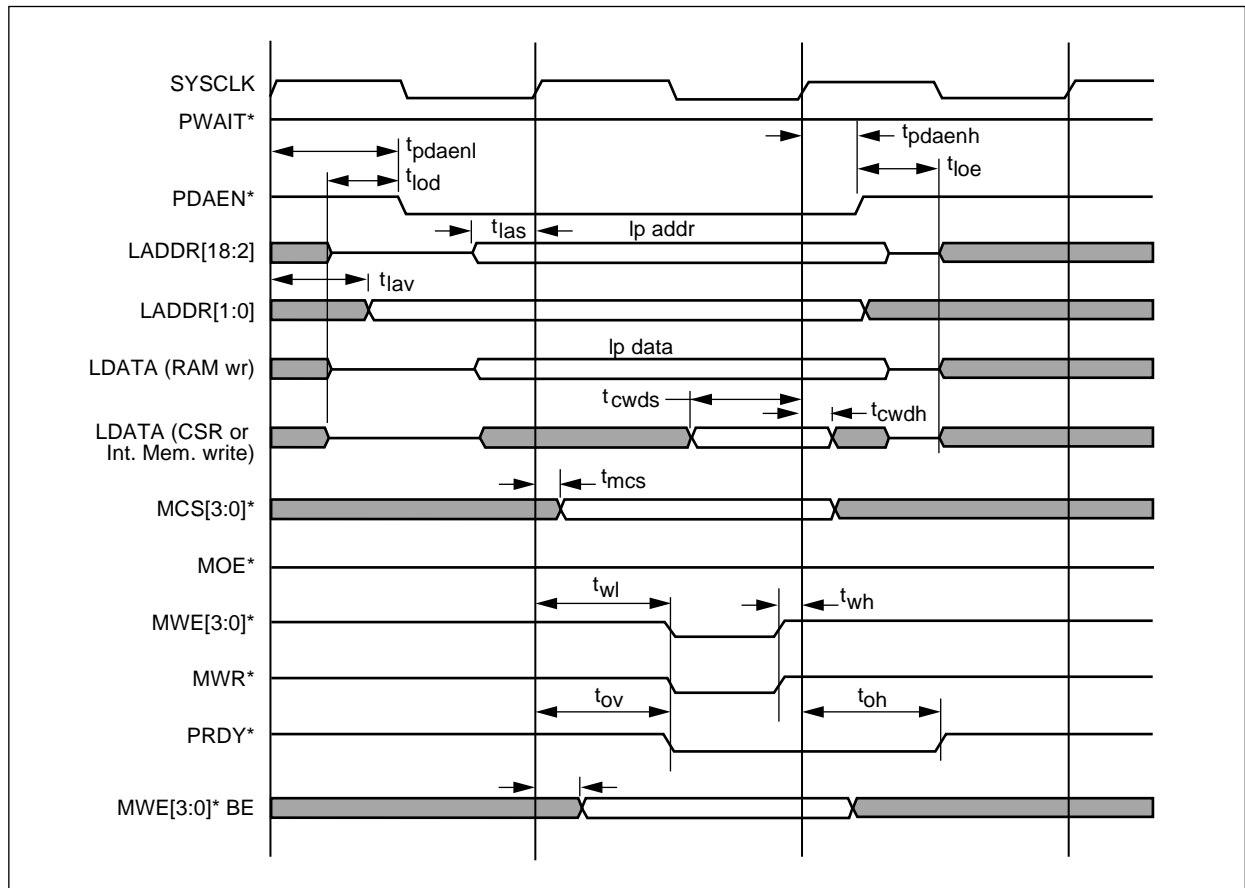 SYSCLK
PWAIT*
tpdaenl
tpdaenh
tlod
tloe
PDAEN*
tlas
lp addr
LADDR[18:2]
tlav
LADDR[1:0]
lp data
LDATA (RAM wr)
tcwds
tcwdh
LDATA (CSR or
Int. Mem. write)
tmcs
MCS[3:0]*
MOE*
twl
twh
MWE[3:0]*
MWR*
tov
toh
PRDY*
MWE[3:0]* BE